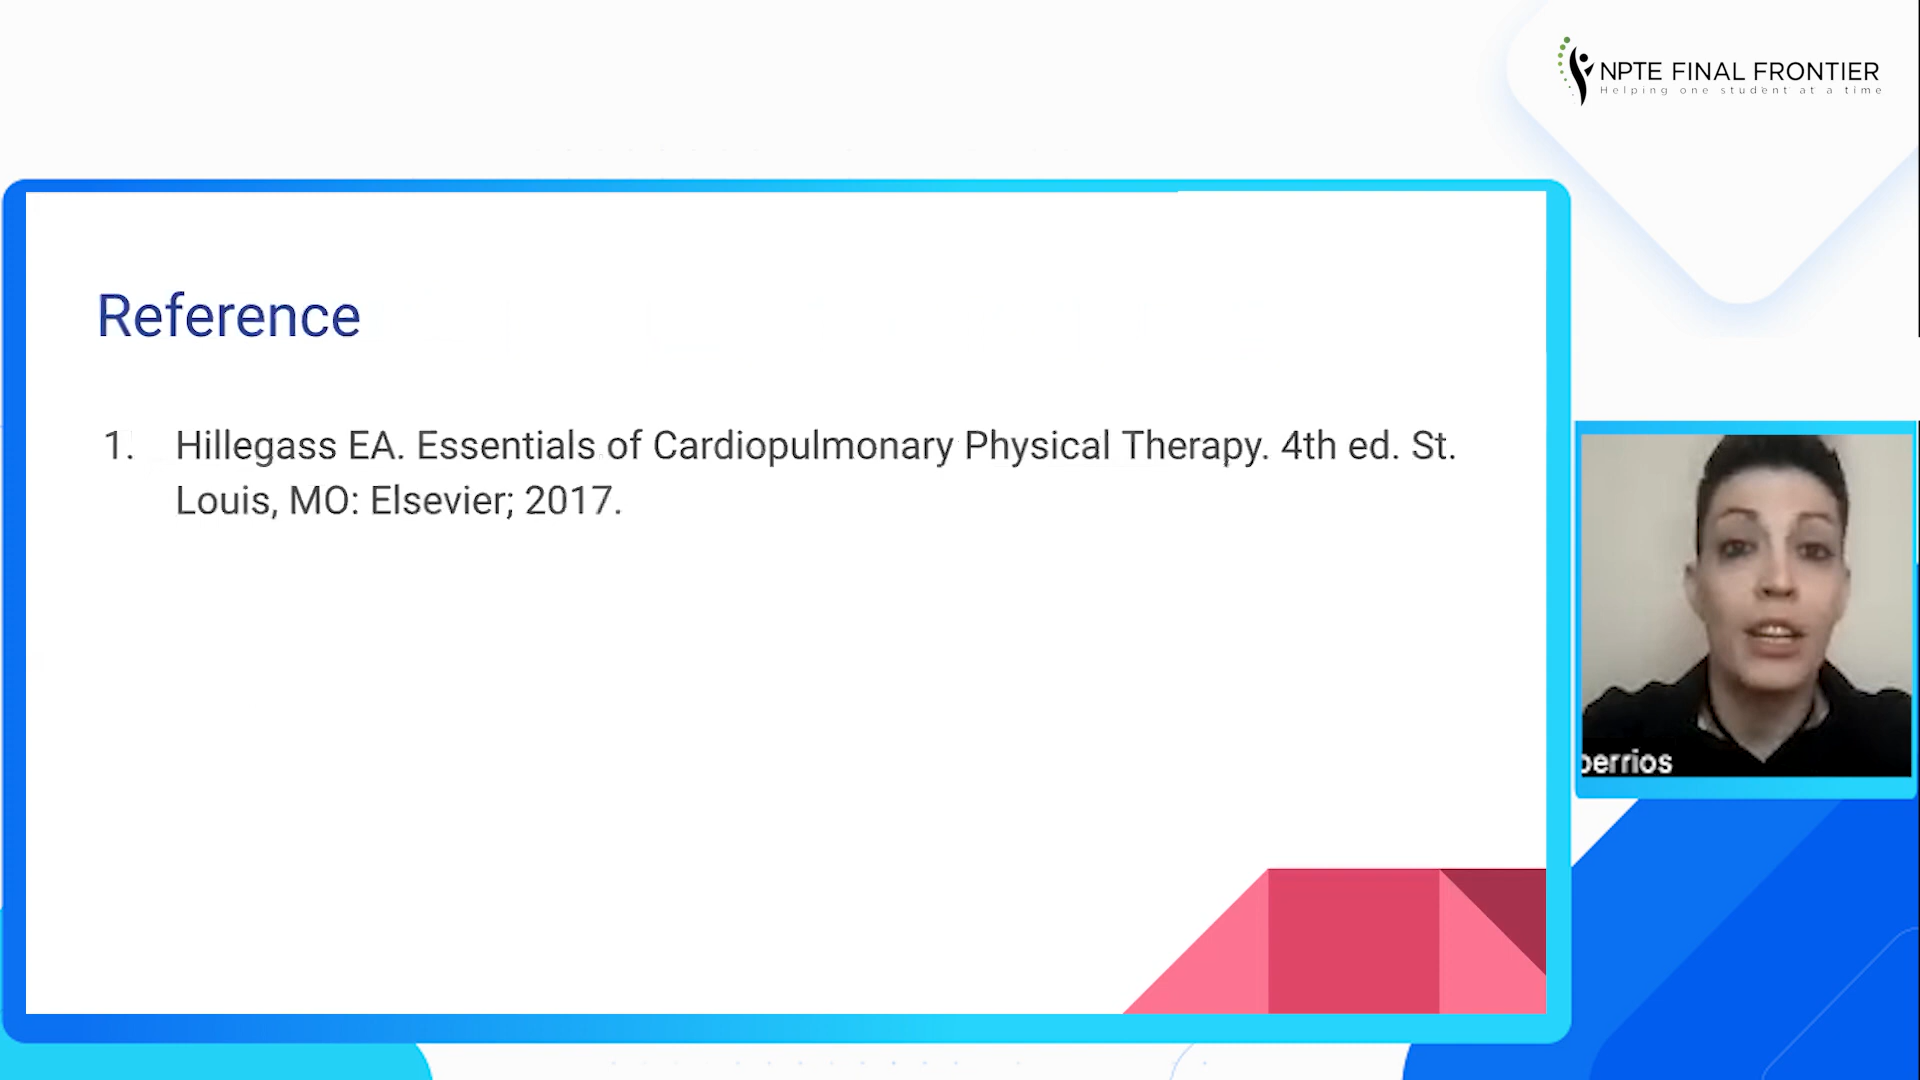 NPTE FINAL FRONTIER
Helping one student at a time
Reference
1. Hillegass EA. Essentials of Cardiopulmonary Physical Therapy. 4th ed. St.
Louis, MO: Elsevier; 2017.
perrios